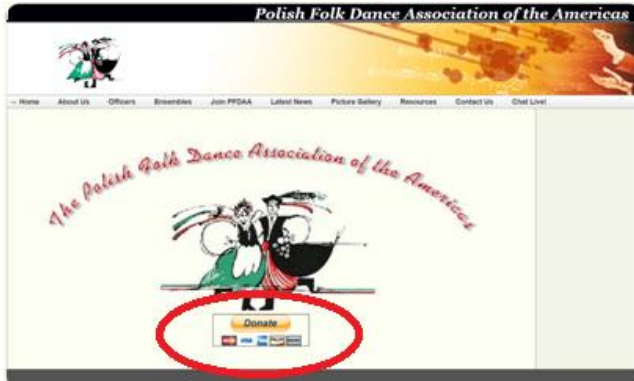 Polish Folk Dance Association of the Americas
Home About Us Officers Ensembles Join PFDAA Latest News Picture Gallery Resources Contact Us Chat Live!
The Polish Folk Dance Association of the Americas
Donate
VISA